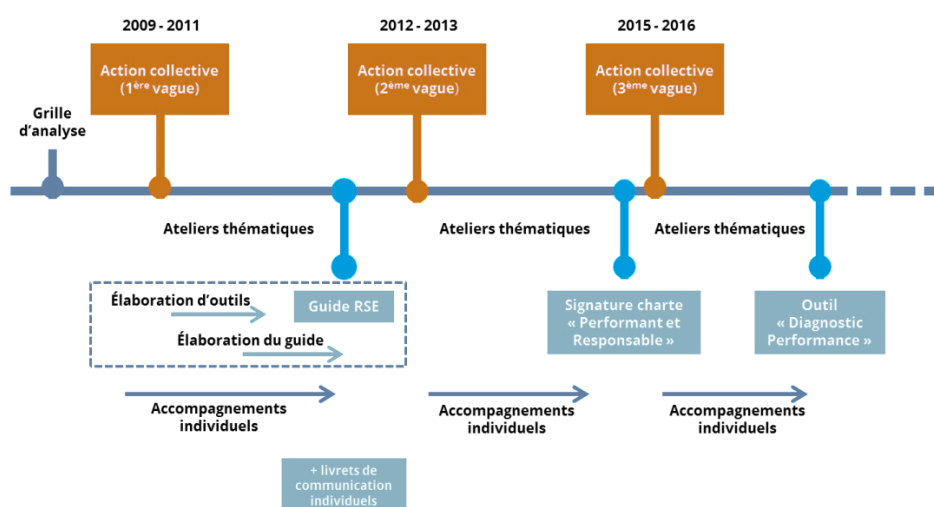 2009 - 2011
2012 - 2013
2015 - 2016
Action collective
(1ère vague)
Action collective
(2ème vague)
Action collective
(3ème vague)
Grille
d’analyse
Ateliers thématiques
Ateliers thématiques
Ateliers thématiques
Élaboration d’outils
Guide RSE
Élaboration du guide
Signature charte
« Performant et
Responsable »
Outil
« Diagnostic
Performance »
Accompagnements
individuels
Accompagnements
individuels
Accompagnements
individuels
+ livrets de
communication
individuels